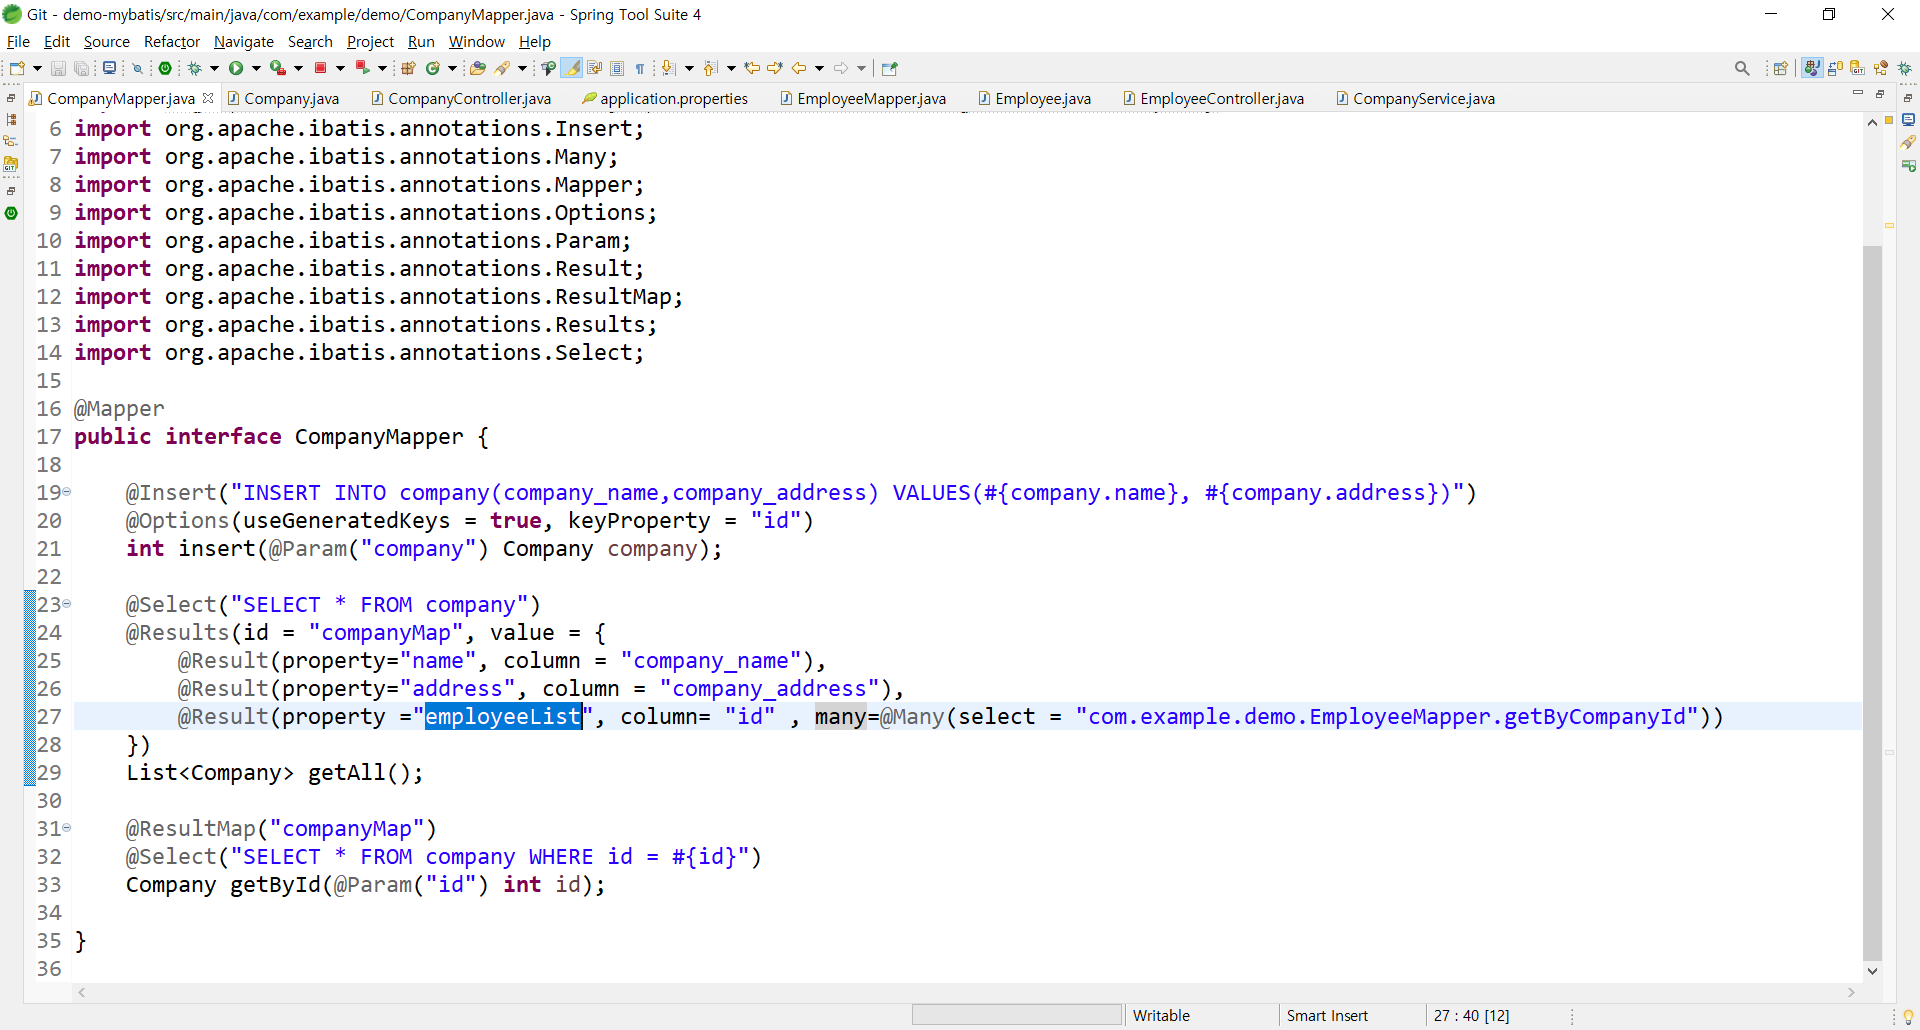 Git - demo-mybatis/src/main/java/com/example/demo/CompanyMapper.java - Spring Tool Suite 4
File Edit Source Refactor Navigate Search Project Run Window Help
CompanyMapper.java Company.java CompanyController.java application.properties EmployeeMapper.java Employee.java EmployeeController.java CompanyService.java
6 import org.apache.ibatis.annotations.Insert;
7 import org.apache.ibatis.annotations.Many;
8 import org.apache.ibatis.annotations.Mapper;
9 import org.apache.ibatis.annotations.Options;
10 import org.apache.ibatis.annotations.Param;
11 import org.apache.ibatis.annotations.Result;
12 import org.apache.ibatis.annotations.ResultMap;
13 import org.apache.ibatis.annotations.Results;
14 import org.apache.ibatis.annotations.Select;
15
16 @Mapper
17 public interface CompanyMapper {
18
19 @Insert("INSERT INTO company(company_name,company_address) VALUES(#{company.name}, #{company.address})")
20 @Options(useGeneratedKeys = true, keyProperty = "id")
21 int insert(@Param("company") Company company);
22
23 @Select("SELECT * FROM company")
24 @Results(id = "companyMap", value = {
25 @Result(property="name", column = "company_name"),
26 @Result(property="address", column = "company_address"),
27 @Result(property ="employeeList", column= "id" , many=@Many(select = "com.example.demo.EmployeeMapper.getByCompanyId"))
28 })
29 List<Company> getAll();
30
31 @ResultMap("companyMap")
32 @Select("SELECT * FROM company WHERE id = #{id}")
33 Company getById(@Param("id") int id);
34
35 }
36
Writable Smart Insert 27 : 40 [12]